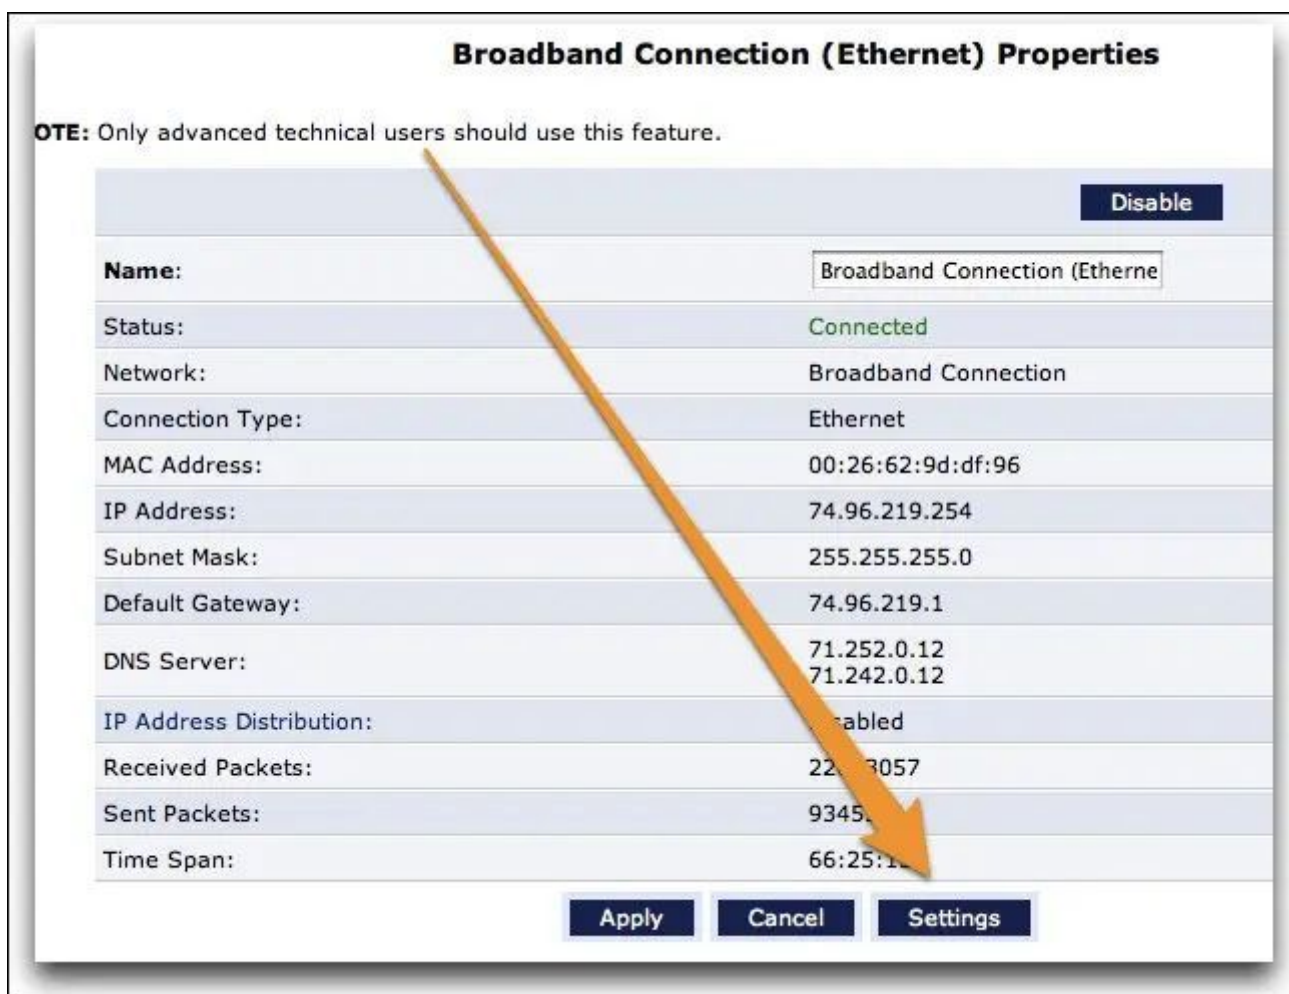 Broadband Connection (Ethernet) Properties
OTE: Only advanced technical users should use this feature.
Disable
Name: Broadband Connection (Etherne
Status: Connected
Network: Broadband Connection
Connection Type: Ethernet
MAC Address: 00:26:62:9d:df:96
IP Address: 74.96.219.254
Subnet Mask: 255.255.255.0
Default Gateway: 74.96.219.1
DNS Server: 71.252.0.12
71.242.0.12
IP Address Distribution:
Received Packets:
Sent Packets:
Time Span:
Apply Cancel Settings